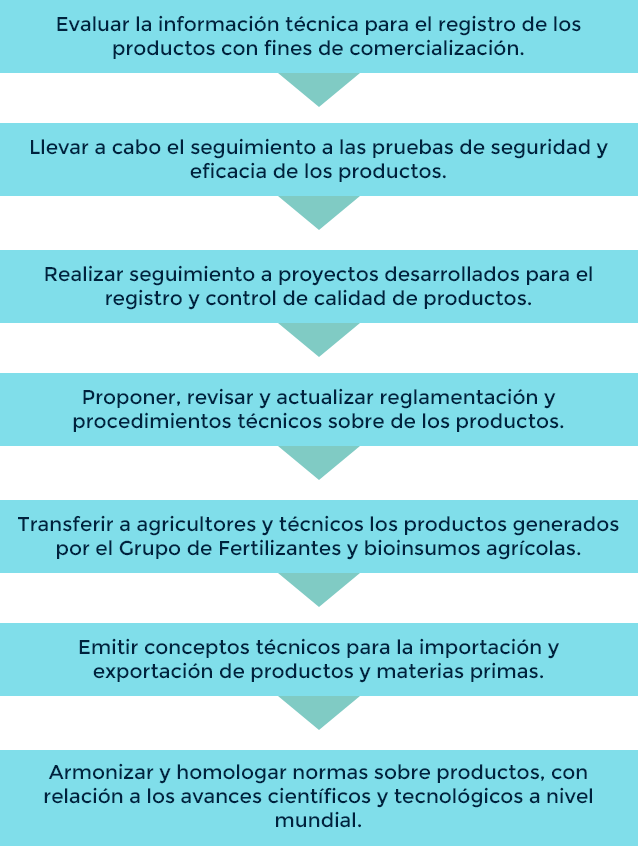 Evaluar la información técnica para el registro de los
productos con fines de comercialización.
Llevar a cabo el seguimiento a las pruebas de seguridad y
eficacia de los productos.
Realizar seguimiento a proyectos desarrollados para el
registro y control de calidad de productos.
Proponer, revisar y actualizar reglamentación y
procedimientos técnicos sobre de los productos.
Transferir a agricultores y técnicos los productos generados
por el Grupo de Fertilizantes y bioinsumos agrícolas.
Emitir conceptos técnicos para la importación y
exportación de productos y materias primas.
Armonizar y homologar normas sobre productos, con
relación a los avances científicos y tecnológicos a nivel
mundial.